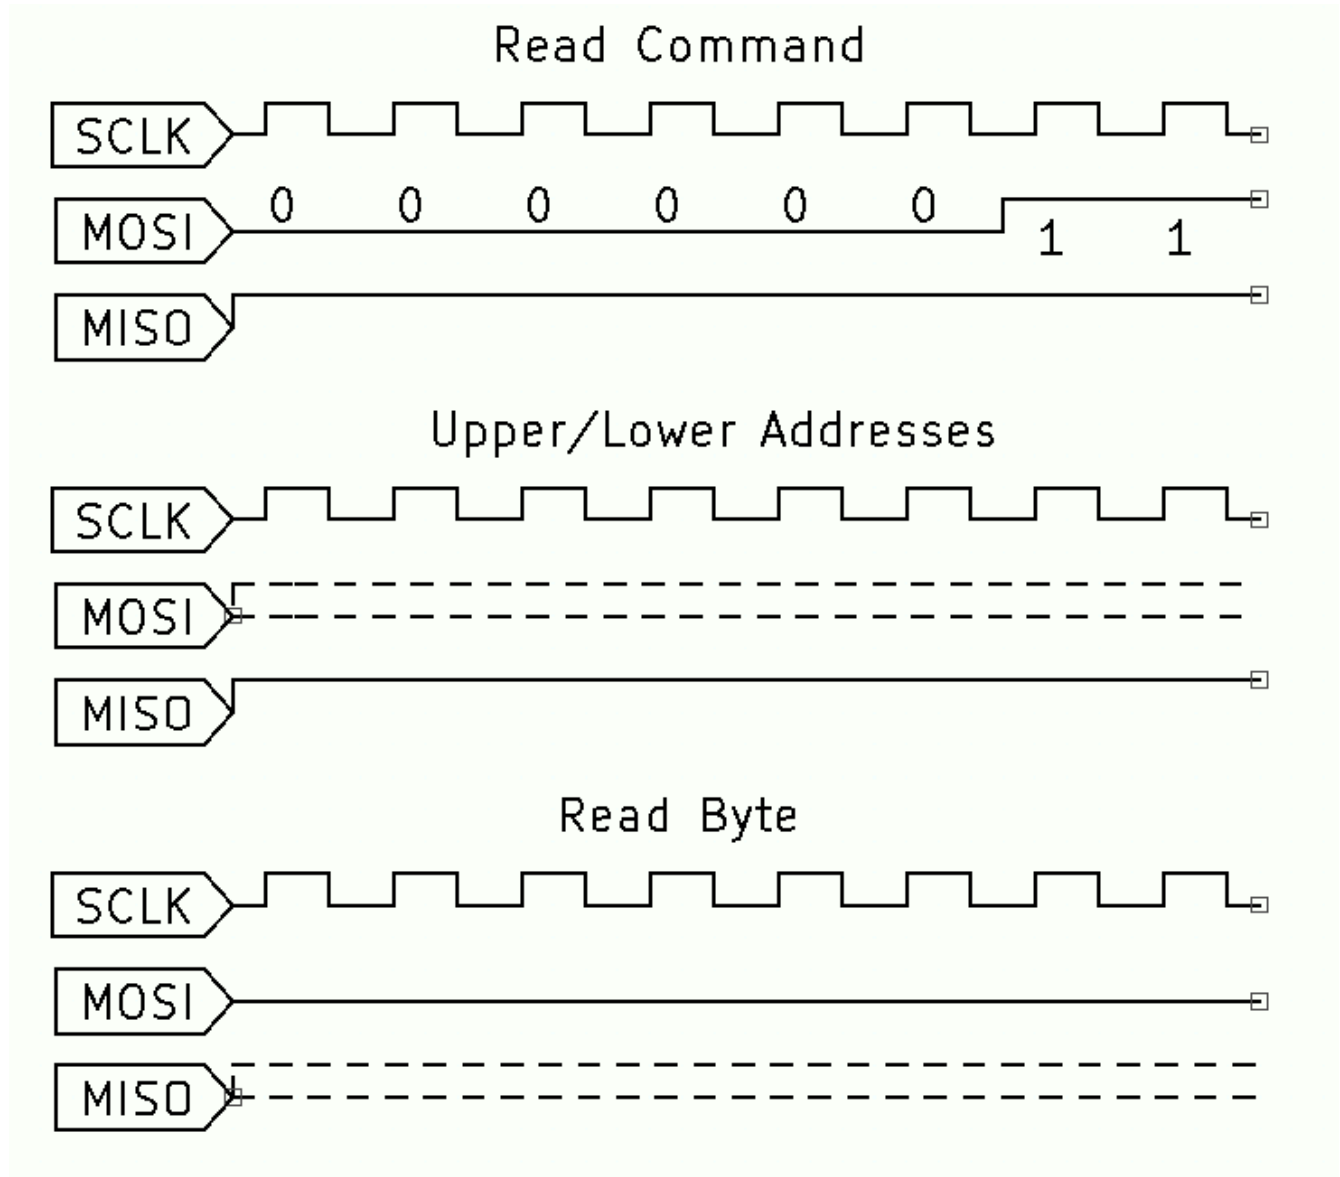 Read Command
SCLK
MOSI 0 0 0 0 0 0 1 1
MISO
Upper/Lower Addresses
SCLK
MOSI
MISO
Read Byte
SCLK
MOSI
MISO